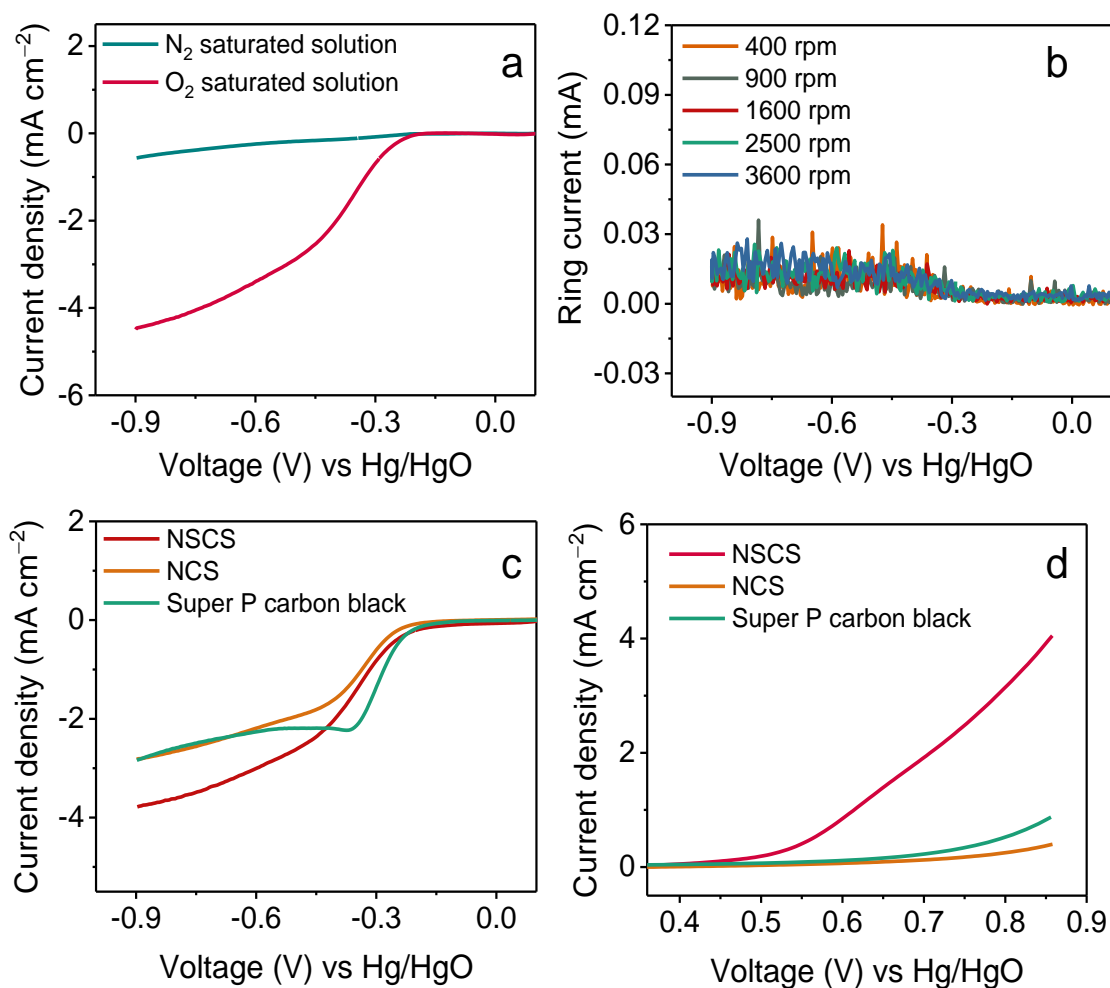 a
N₂ saturated solution
O₂ saturated solution
Current density (mA cm⁻²)
2
0
-2
-4
-6
-0.9 -0.6 -0.3 0.0
Voltage (V) vs Hg/HgO
b
400 rpm
900 rpm
1600 rpm
2500 rpm
3600 rpm
Ring current (mA)
0.12
0.09
0.06
0.03
0.00
-0.03
-0.9 -0.6 -0.3 0.0
Voltage (V) vs Hg/HgO
c
NSCS
NCS
Super P carbon black
Current density (mA cm⁻²)
2
0
-2
-4
-0.9 -0.6 -0.3 0.0
Voltage (V) vs Hg/HgO
d
NSCS
NCS
Super P carbon black
Current density (mA cm⁻²)
6
4
2
0
0.4 0.5 0.6 0.7 0.8 0.9
Voltage (V) vs Hg/HgO